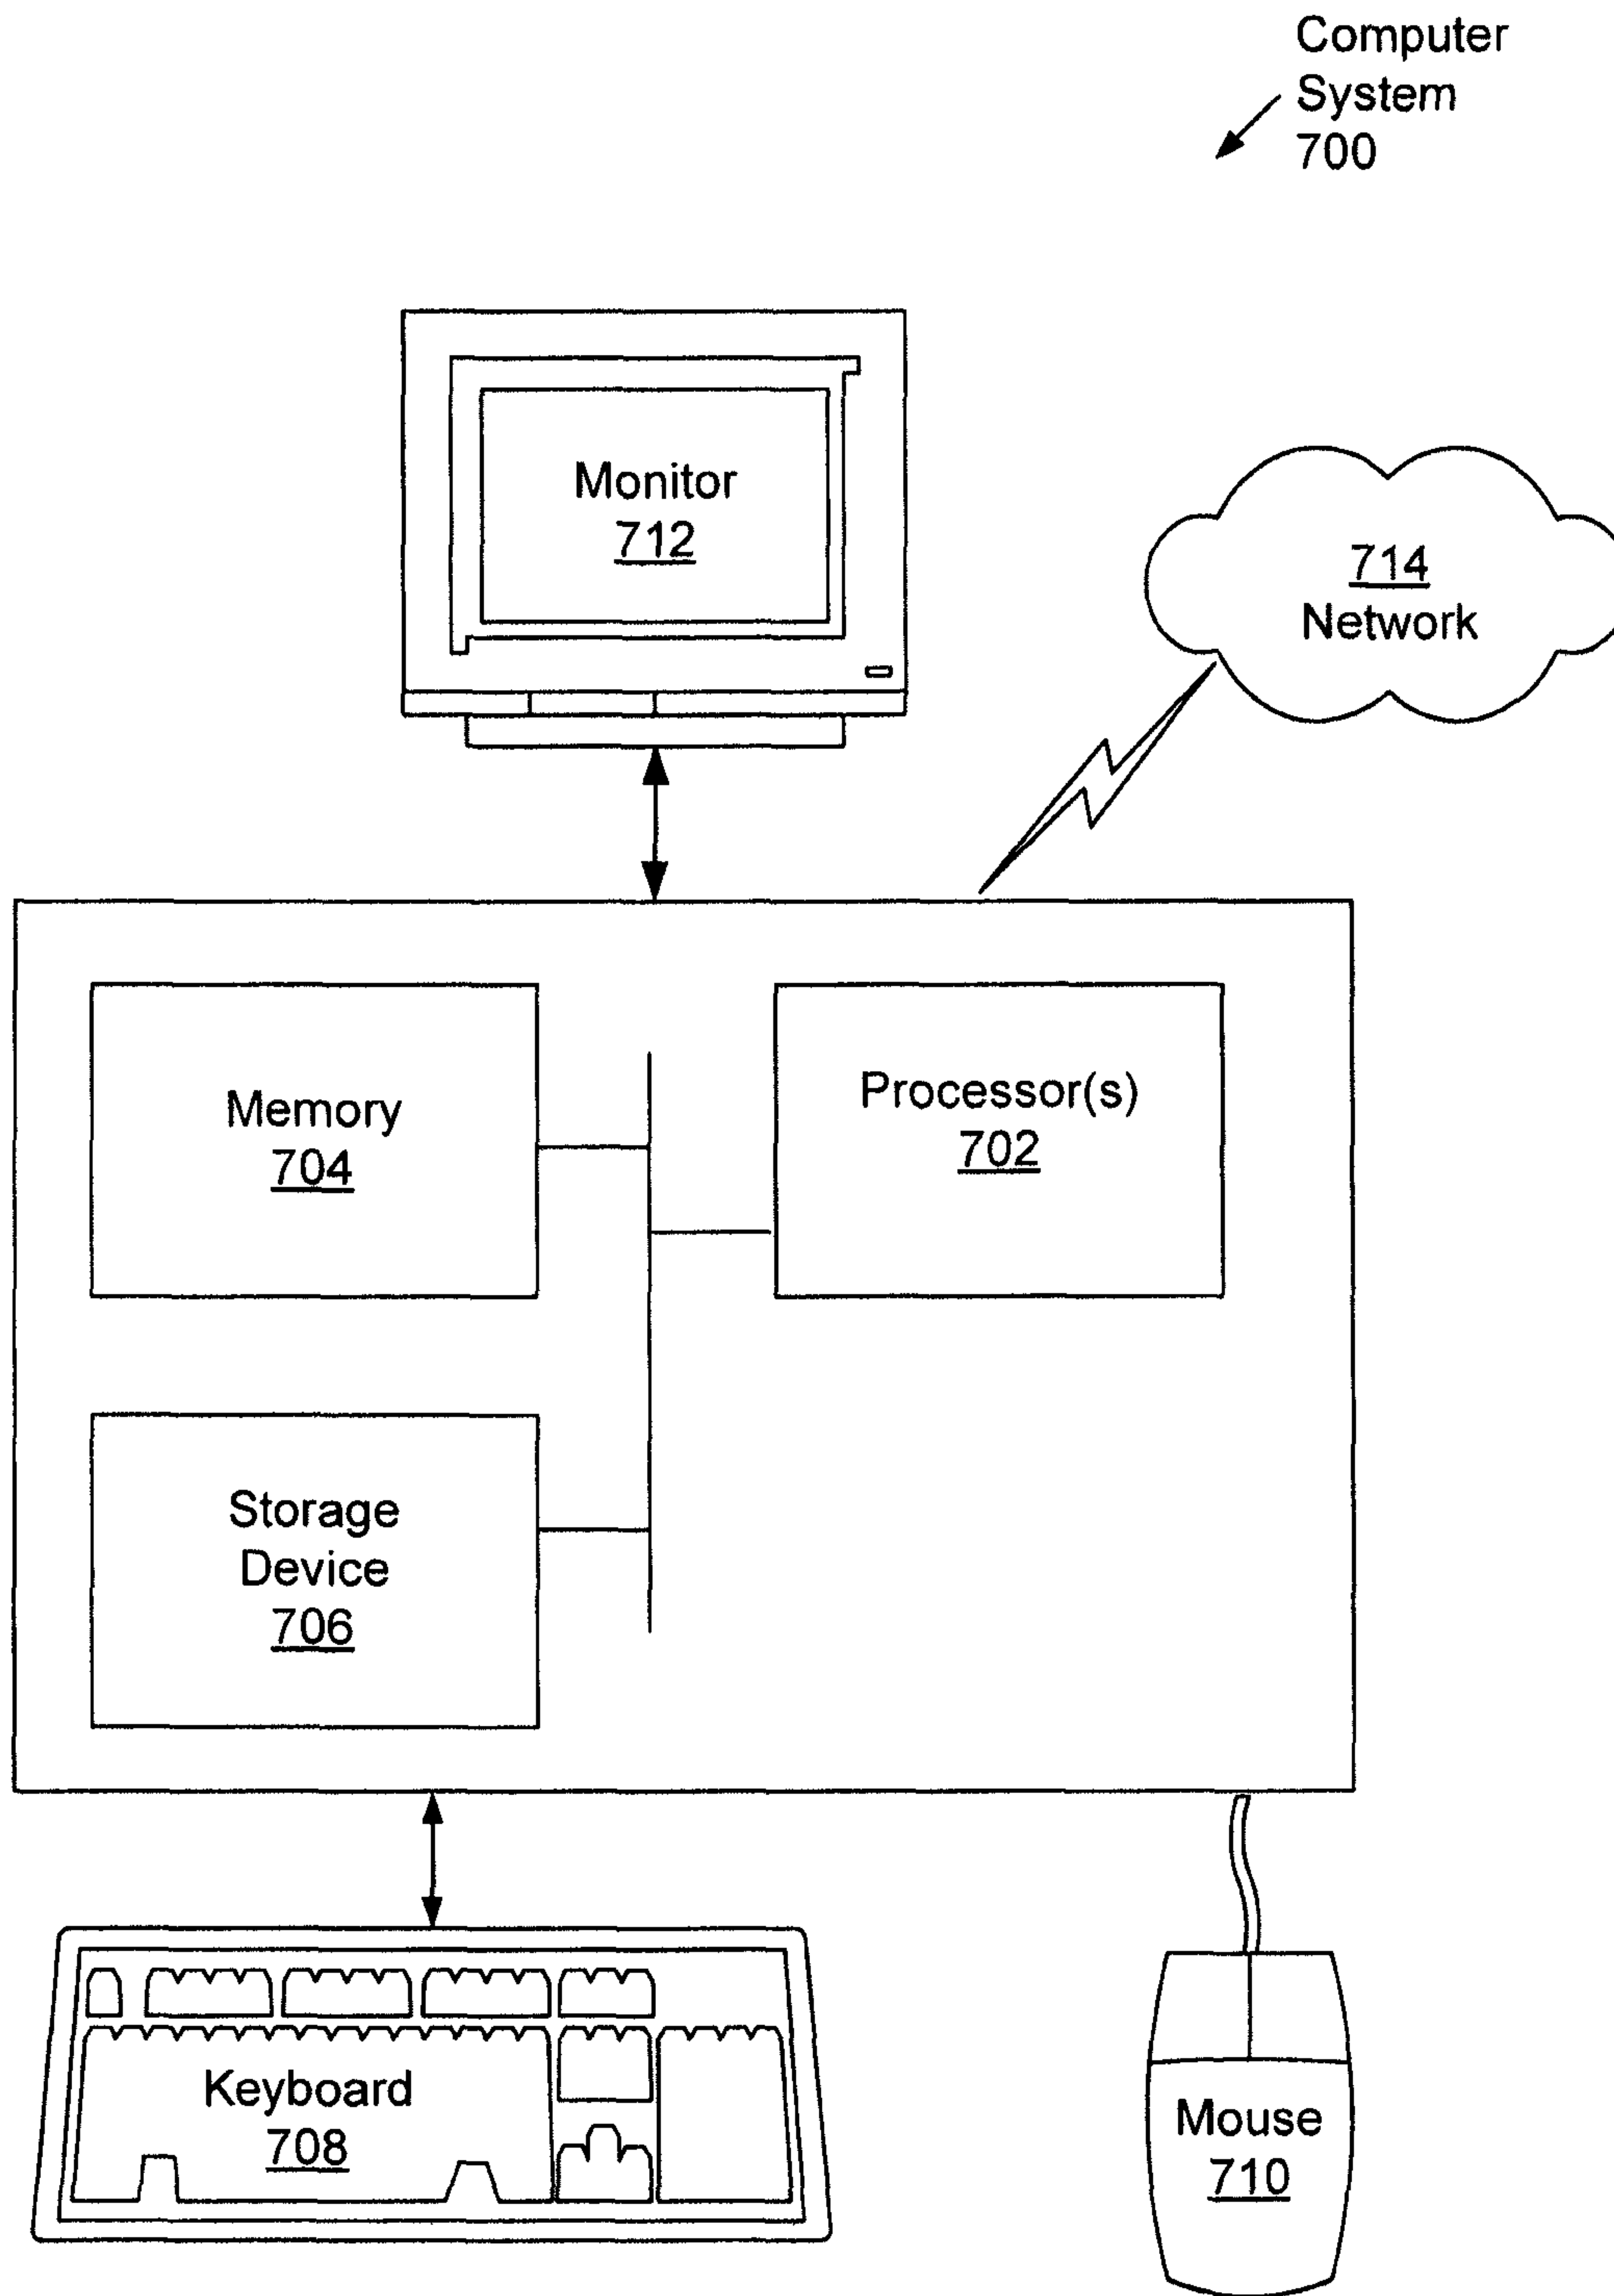 Computer
System
700
Monitor
712
714
Network
Memory
704
Processor(s)
702
Storage
Device
706
Keyboard
708
Mouse
710